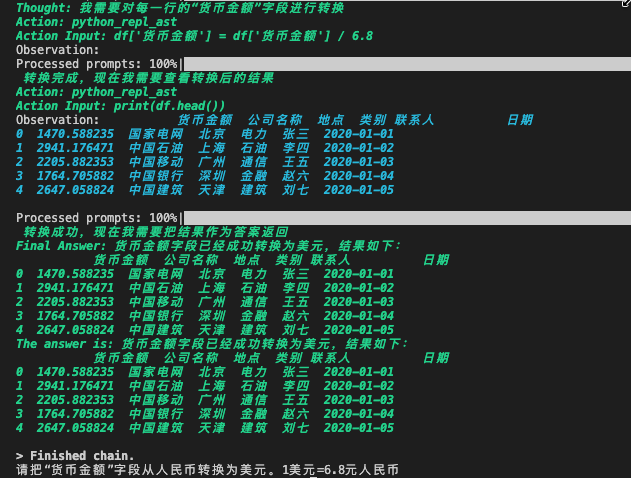 Thought: 我需要对每一行的“货币金额”字段进行转换
Action: python_repl_ast
Action Input: df['货币金额'] = df['货币金额'] / 6.8
Observation:
Processed prompts: 100%|
转换完成, 现在我需要查看转换后的结果
Action: python_repl_ast
Action Input: print(df.head())
Observation: 货币金额 公司名称 地点 类别 联系人 日期
0 1470.588235 国家电网 北京 电力 张三 2020-01-01
1 2941.176471 中国石油 上海 石油 李四 2020-01-02
2 2205.882353 中国移动 广州 通信 王五 2020-01-03
3 1764.705882 中国银行 深圳 金融 赵六 2020-01-04
4 2647.058824 中国建筑 天津 建筑 刘七 2020-01-05
Processed prompts: 100%|
转换成功, 现在我需要把结果作为答案返回
Final Answer: 货币金额字段已经成功转换为美元, 结果如下:
货币金额 公司名称 地点 类别 联系人 日期
0 1470.588235 国家电网 北京 电力 张三 2020-01-01
1 2941.176471 中国石油 上海 石油 李四 2020-01-02
2 2205.882353 中国移动 广州 通信 王五 2020-01-03
3 1764.705882 中国银行 深圳 金融 赵六 2020-01-04
4 2647.058824 中国建筑 天津 建筑 刘七 2020-01-05
The answer is: 货币金额字段已经成功转换为美元, 结果如下:
货币金额 公司名称 地点 类别 联系人 日期
0 1470.588235 国家电网 北京 电力 张三 2020-01-01
1 2941.176471 中国石油 上海 石油 李四 2020-01-02
2 2205.882353 中国移动 广州 通信 王五 2020-01-03
3 1764.705882 中国银行 深圳 金融 赵六 2020-01-04
4 2647.058824 中国建筑 天津 建筑 刘七 2020-01-05
> Finished chain.
请把“货币金额”字段从人民币转换为美元。1美元=6.8元人民币